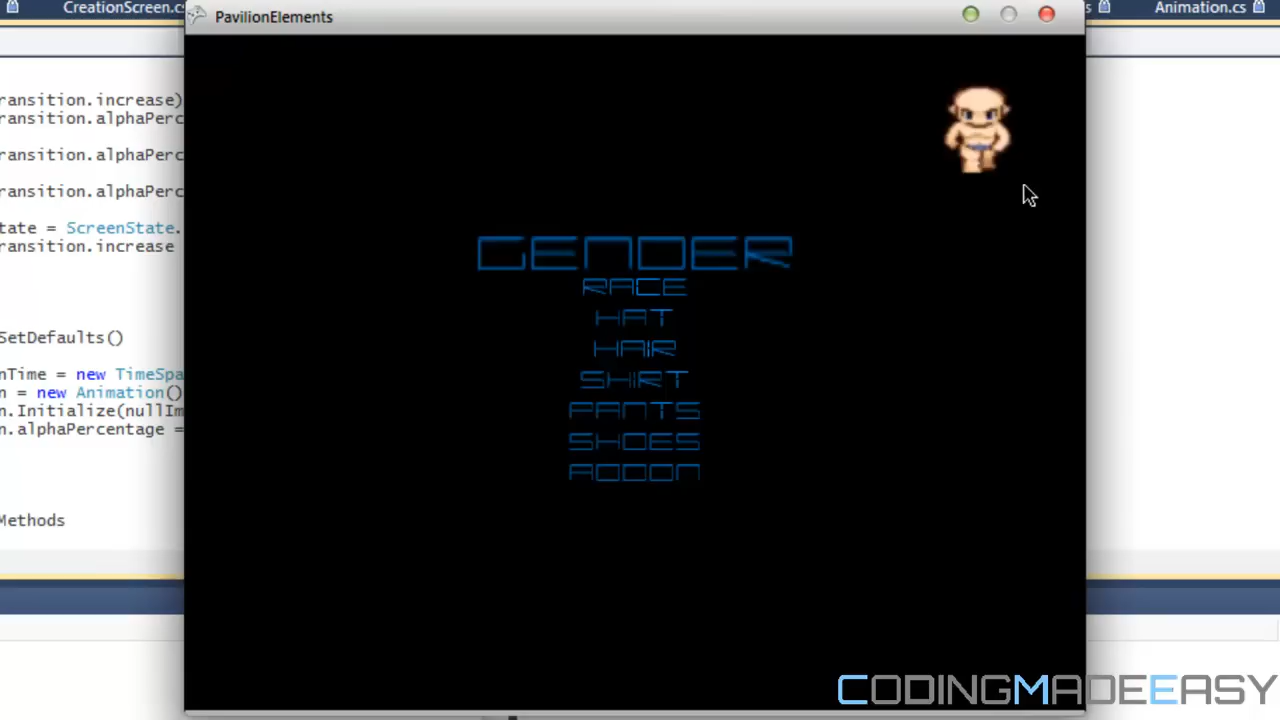 CreationScreen.cs
s
Animation.cs
PavilionElements
ransition.increase)
ransition.alphaPerc
ransition.alphaPerc
ransition.alphaPerc
tate = ScreenState.
ransition.increase
SetDefaults()
nTime = new TimeSpa
n = new Animation()
n.Initialize(nullIm
n.alphaPercentage =
Methods
GENDER
RACE
HAT
HAIR
SHIRT
PANTS
SHOES
ADDON
CODINGMADEEASY